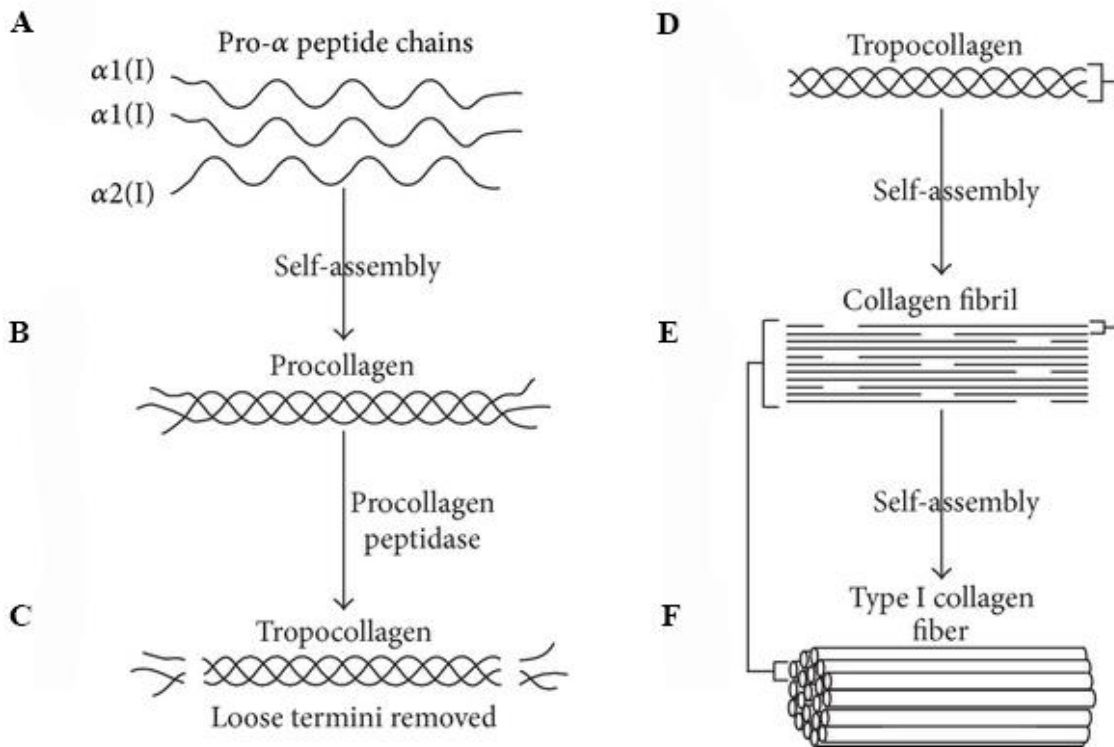 A
Pro-α peptide chains
α1(I)
α1(I)
α2(I)
Self-assembly
B
Procollagen
Procollagen
peptidase
C
Tropocollagen
Loose termini removed
D
Tropocollagen
Self-assembly
Collagen fibril
E
Self-assembly
Type I collagen
fiber
F